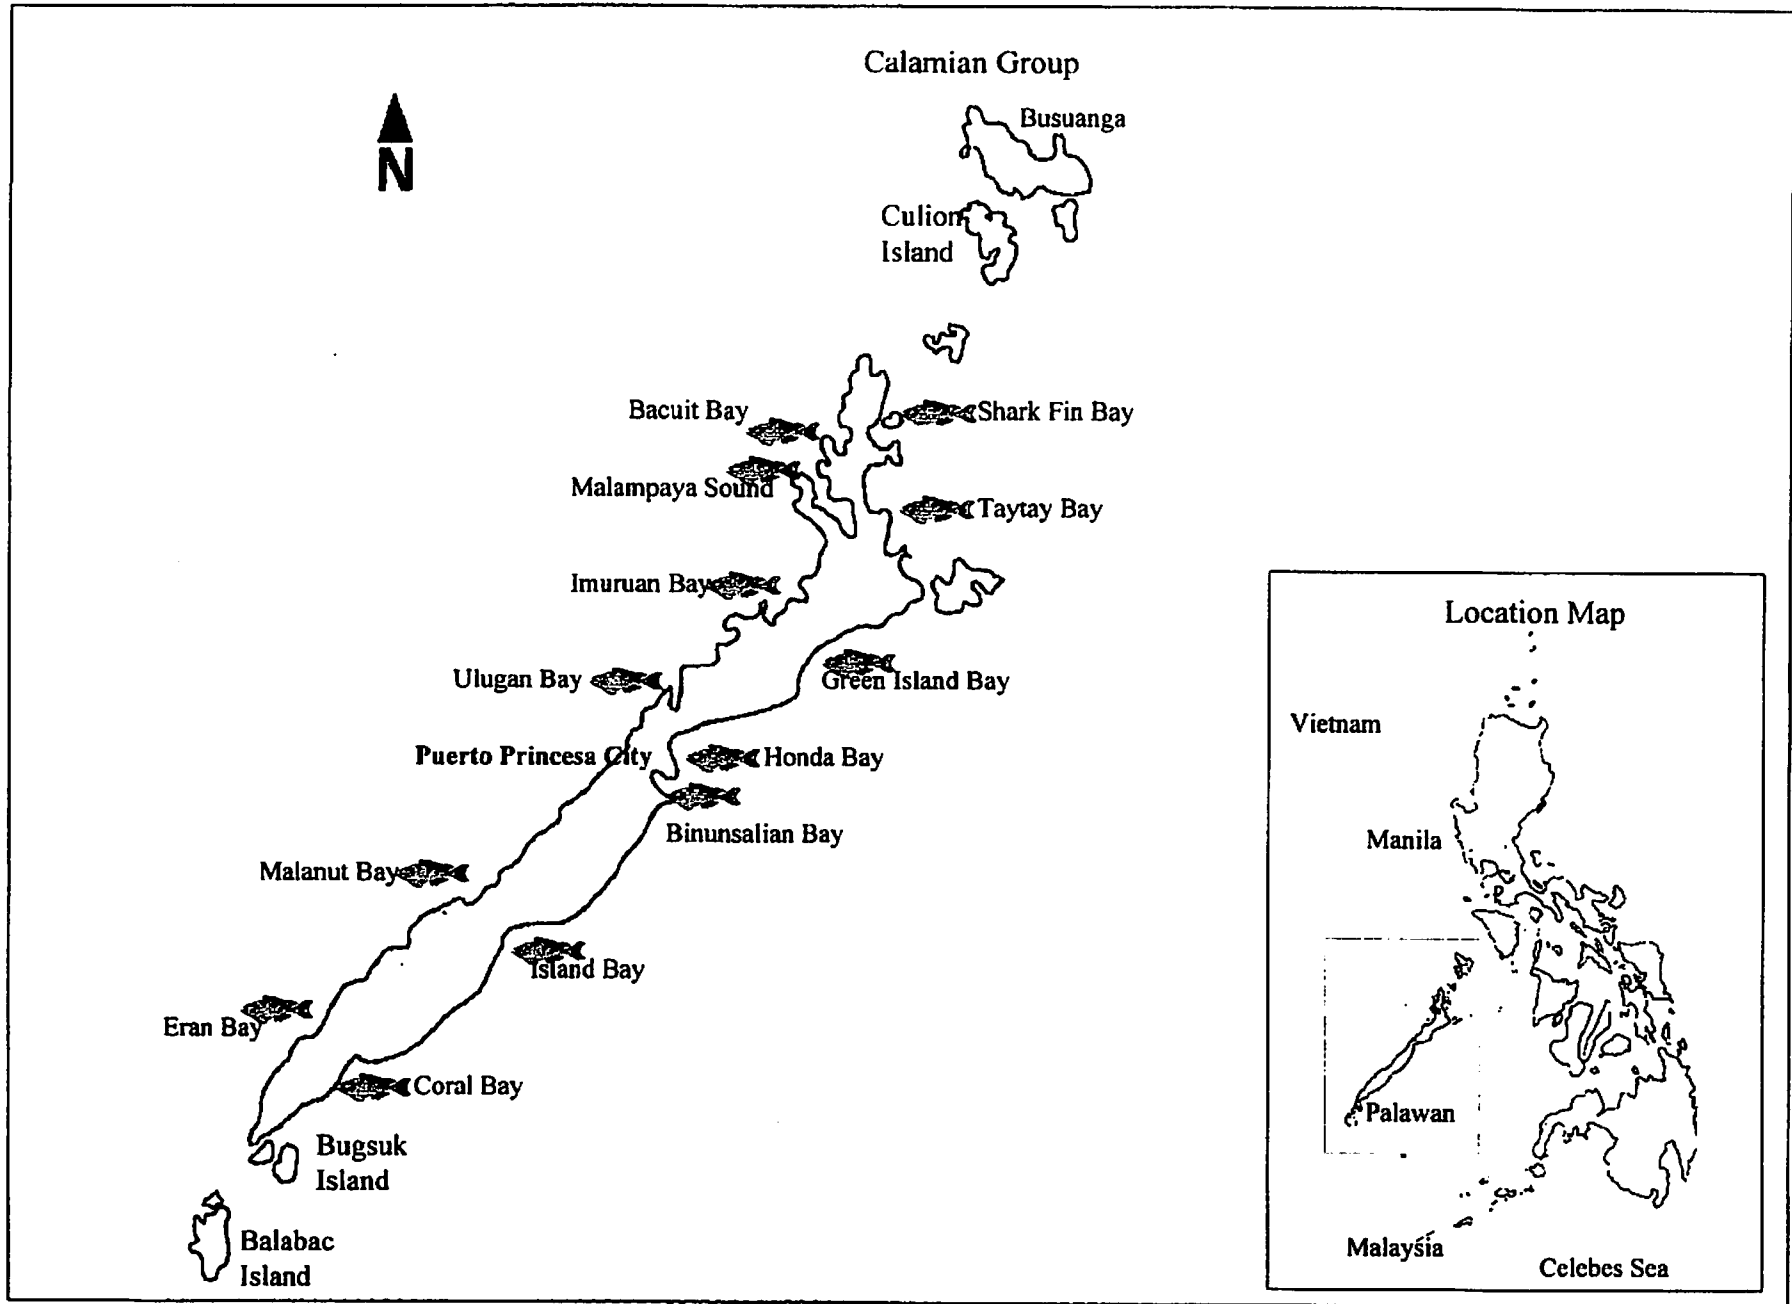 Calamian Group
Busuanga
N
Culion
Island
Bacuit Bay
Shark Fin Bay
Malampaya Sound
Taytay Bay
Imuruan Bay
Ulugan Bay
Green Island Bay
Puerto Princesa City
Honda Bay
Binunsalian Bay
Malanut Bay
Island Bay
Eran Bay
Coral Bay
Bugsuk
Island
Balabac
Island
Location Map
Vietnam
Manila
Palawan
Malaysia
Celebes Sea